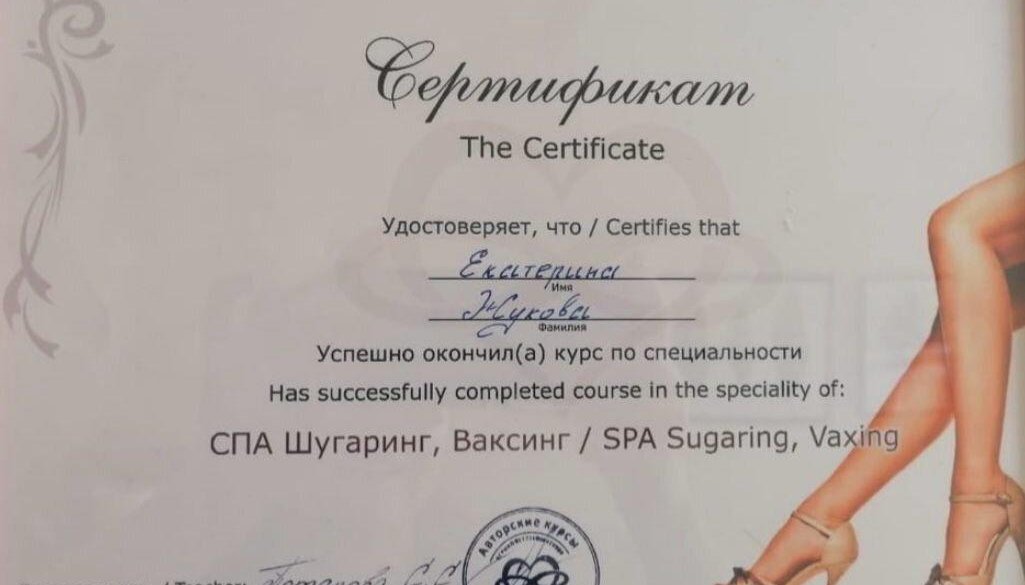 Сертификат
The Certificate
Удостоверяет, что / Certifies that
Екатерина
Имя
Жукова
Фамилия
Успешно окончил(а) курс по специальности
Has successfully completed course in the speciality of:
СПА Шугаринг, Ваксинг / SPA Sugaring, Vaxing
Авторские курсы